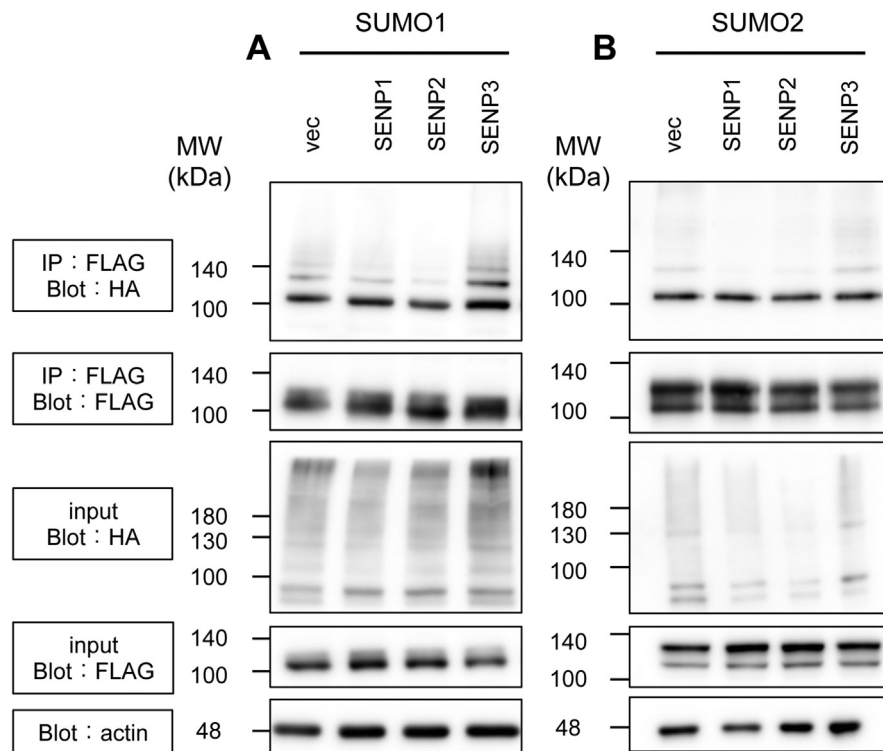 A
SUMO1
B
SUMO2
vec
SENP1
SENP2
SENP3
vec
SENP1
SENP2
SENP3
MW
(kDa)
MW
(kDa)
IP：FLAG
Blot：HA
140
100
140
100
IP：FLAG
Blot：FLAG
140
100
140
100
input
Blot：HA
180
130
100
180
130
100
input
Blot：FLAG
140
100
140
100
Blot：actin
48
48